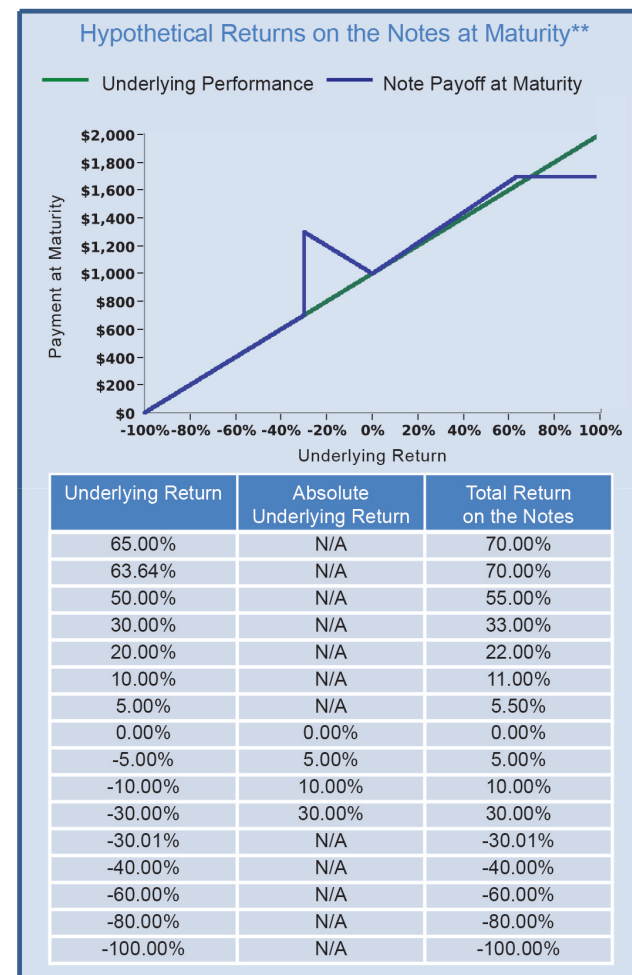 Hypothetical Returns on the Notes at Maturity**
Underlying Performance Note Payoff at Maturity
$2,000
$1,800
$1,600
$1,400
$1,200
$1,000
$800
$600
$400
$200
$0
Payment at Maturity
-100% -80% -60% -40% -20% 0% 20% 40% 60% 80% 100%
Underlying Return
Underlying Return Absolute Underlying Return Total Return on the Notes
65.00% N/A 70.00%
63.64% N/A 70.00%
50.00% N/A 55.00%
30.00% N/A 33.00%
20.00% N/A 22.00%
10.00% N/A 11.00%
5.00% N/A 5.50%
0.00% 0.00% 0.00%
-5.00% 5.00% 5.00%
-10.00% 10.00% 10.00%
-30.00% 30.00% 30.00%
-30.01% N/A -30.01%
-40.00% N/A -40.00%
-60.00% N/A -60.00%
-80.00% N/A -80.00%
-100.00% N/A -100.00%